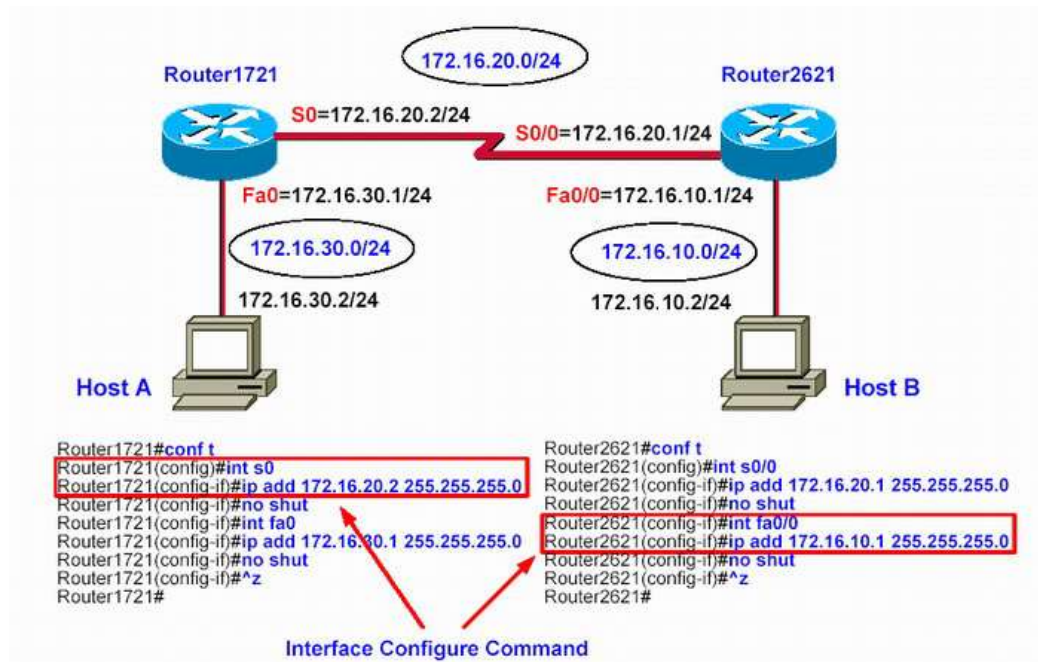 172.16.20.0/24
Router1721
Router2621
S0=172.16.20.2/24
S0/0=172.16.20.1/24
Fa0=172.16.30.1/24
Fa0/0=172.16.10.1/24
172.16.30.0/24
172.16.10.0/24
172.16.30.2/24
172.16.10.2/24
Host A
Host B
Router1721#conf t
Router1721(config)#int s0
Router1721(config-if)#ip add 172.16.20.2 255.255.255.0
Router1721(config-if)#no shut
Router1721(config-if)#int fa0
Router1721(config-if)#ip add 172.16.30.1 255.255.255.0
Router1721(config-if)#no shut
Router1721(config-if)#^z
Router1721#
Router2621#conf t
Router2621(config)#int s0/0
Router2621(config-if)#ip add 172.16.20.1 255.255.255.0
Router2621(config-if)#no shut
Router2621(config-if)#int fa0/0
Router2621(config-if)#ip add 172.16.10.1 255.255.255.0
Router2621(config-if)#no shut
Router2621(config-if)#^z
Router2621#
Interface Configure Command